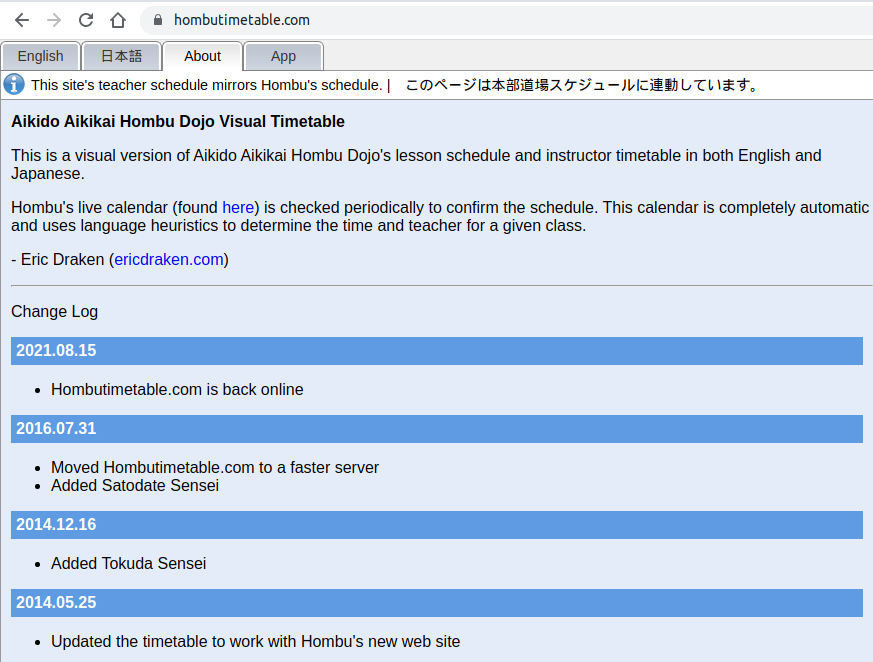 hombutimetable.com
English 日本語 About App
This site's teacher schedule mirrors Hombu's schedule. | このページは本部道場スケジュールに連動しています。
Aikido Aikikai Hombu Dojo Visual Timetable
This is a visual version of Aikido Aikikai Hombu Dojo's lesson schedule and instructor timetable in both English and
Japanese.
Hombu's live calendar (found here) is checked periodically to confirm the schedule. This calendar is completely automatic
and uses language heuristics to determine the time and teacher for a given class.
- Eric Draken (ericdraken.com)
Change Log
2021.08.15
• Hombutimetable.com is back online
2016.07.31
• Moved Hombutimetable.com to a faster server
• Added Satodate Sensei
2014.12.16
• Added Tokuda Sensei
2014.05.25
• Updated the timetable to work with Hombu's new web site